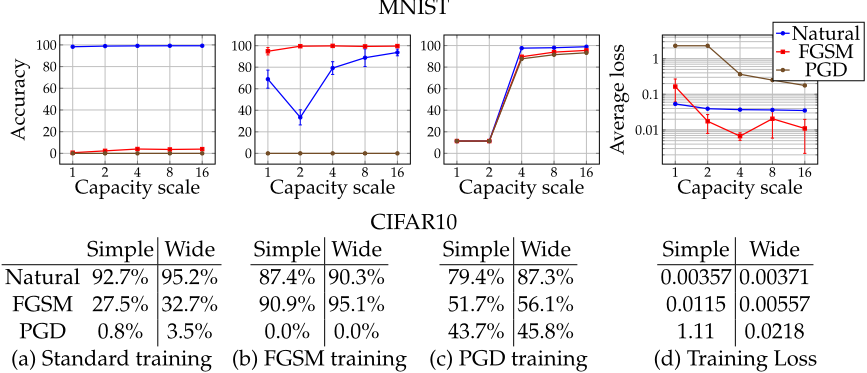 MNIST
Natural
FGSM
PGD
Accuracy
100
80
60
40
20
0
1 2 4 8 16
Capacity scale
100
80
60
40
20
0
1 2 4 8 16
Capacity scale
100
80
60
40
20
0
1 2 4 8 16
Capacity scale
Average loss
1
0.1
0.01
1 2 4 8 16
Capacity scale
CIFAR10
Simple Wide Simple Wide Simple Wide Simple Wide
Natural 92.7% 95.2% 87.4% 90.3% 79.4% 87.3% 0.00357 0.00371
FGSM 27.5% 32.7% 90.9% 95.1% 51.7% 56.1% 0.0115 0.00557
PGD 0.8% 3.5% 0.0% 0.0% 43.7% 45.8% 1.11 0.0218
(a) Standard training (b) FGSM training (c) PGD training (d) Training Loss